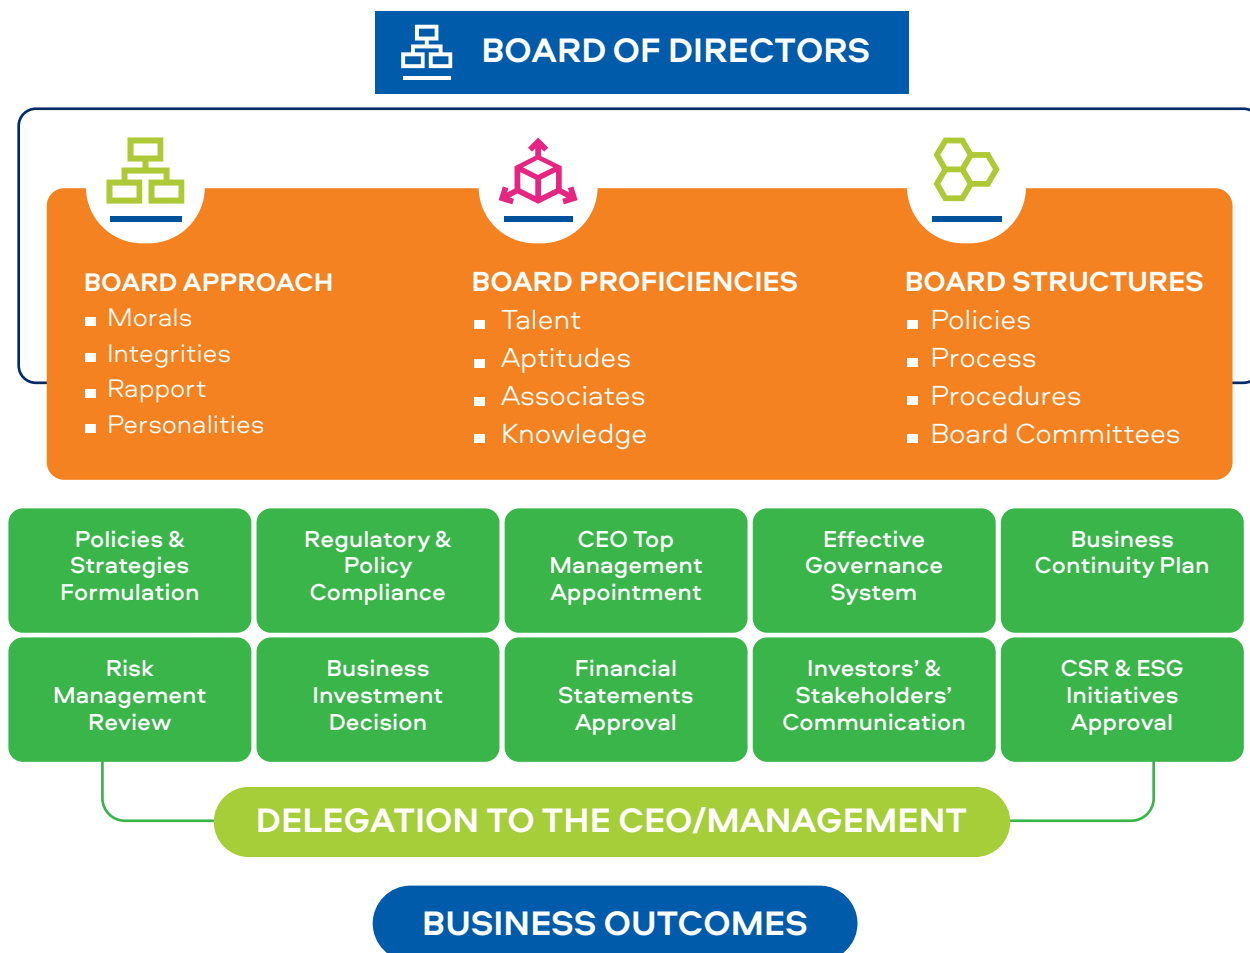 BOARD OF DIRECTORS
BOARD APPROACH
Morals
Integrities
Rapport
Personalities
BOARD PROFICIENCIES
Talent
Aptitudes
Associates
Knowledge
BOARD STRUCTURES
Policies
Process
Procedures
Board Committees
Policies &
Strategies
Formulation
Regulatory &
Policy
Compliance
CEO Top
Management
Appointment
Effective
Governance
System
Business
Continuity Plan
Risk
Management
Review
Business
Investment
Decision
Financial
Statements
Approval
Investors’ &
Stakeholders’
Communication
CSR & ESG
Initiatives
Approval
DELEGATION TO THE CEO/MANAGEMENT
BUSINESS OUTCOMES